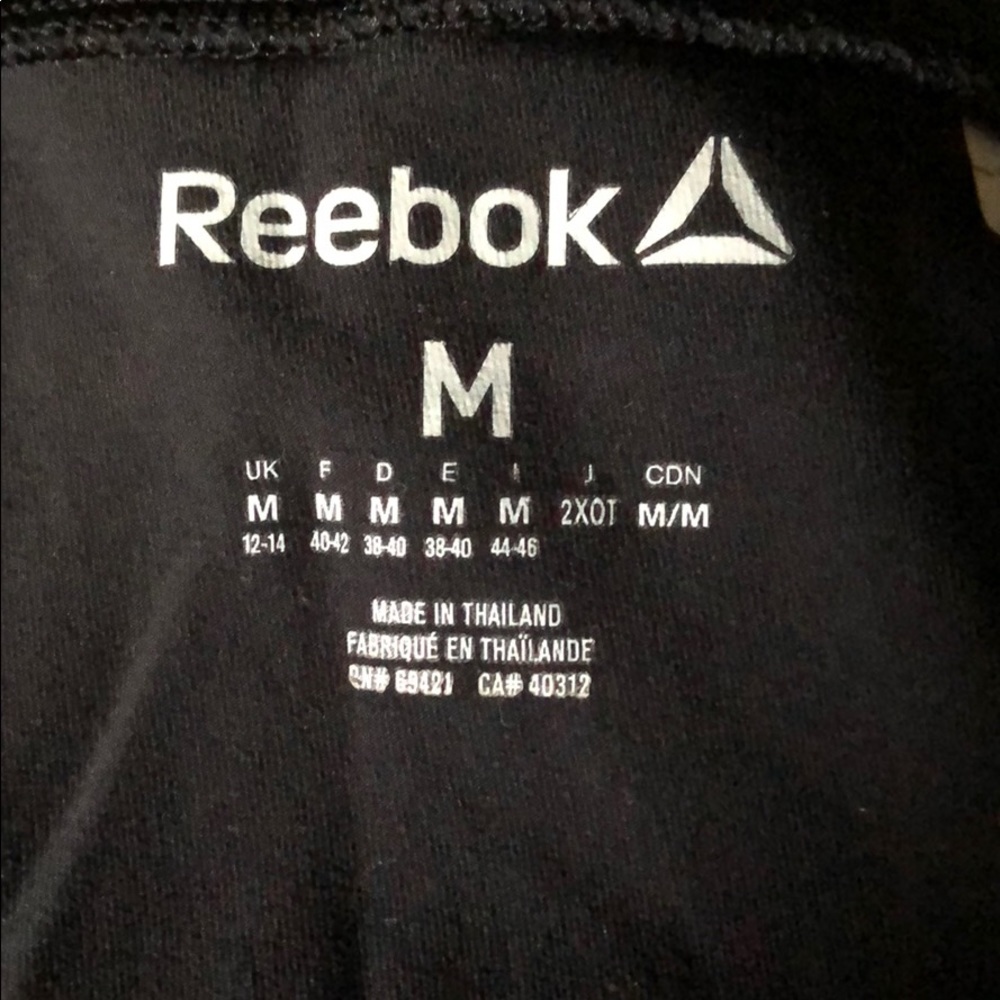 Reebok
M
UK F D E I J CDN
M M M M M 2XOT M/M
12-14 40-42 38-40 38-40 44-46
MADE IN THAILAND
FABRIQUÉ EN THAÏLANDE
CA# 40312